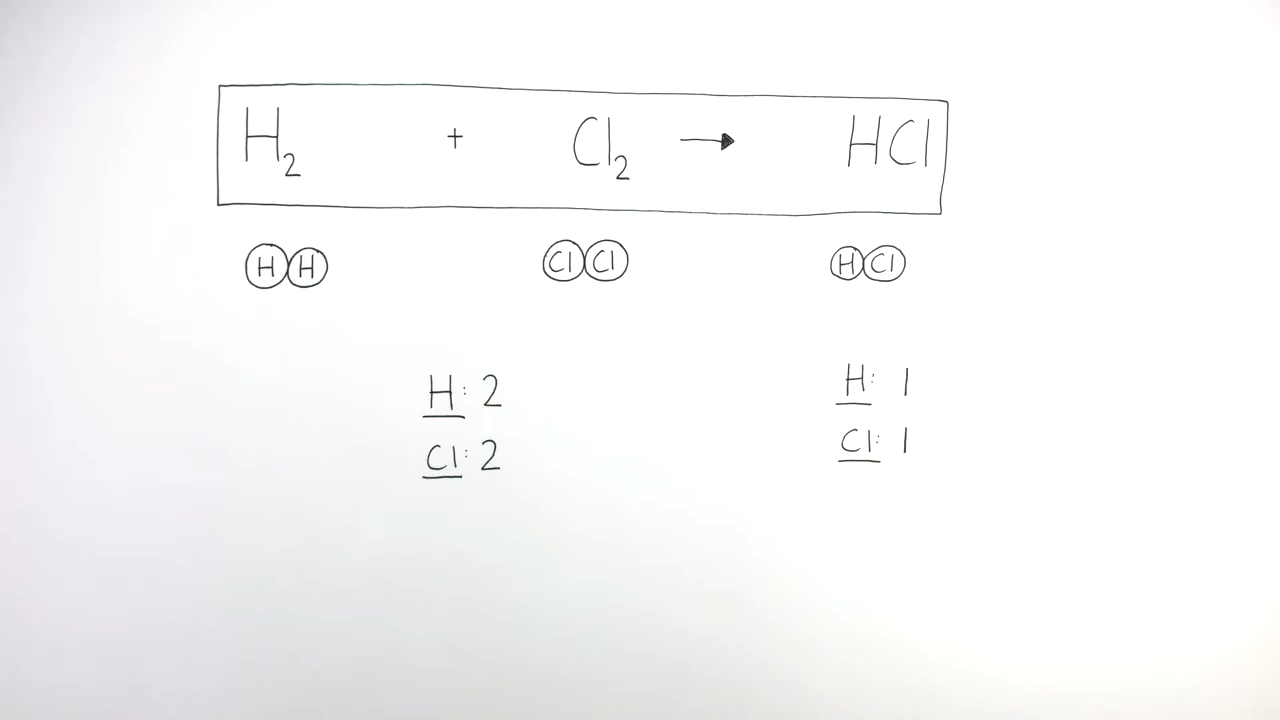 H₂ + Cl₂ → HCl
H H Cl Cl H Cl
H: 2 H: 1
Cl: 2 Cl: 1